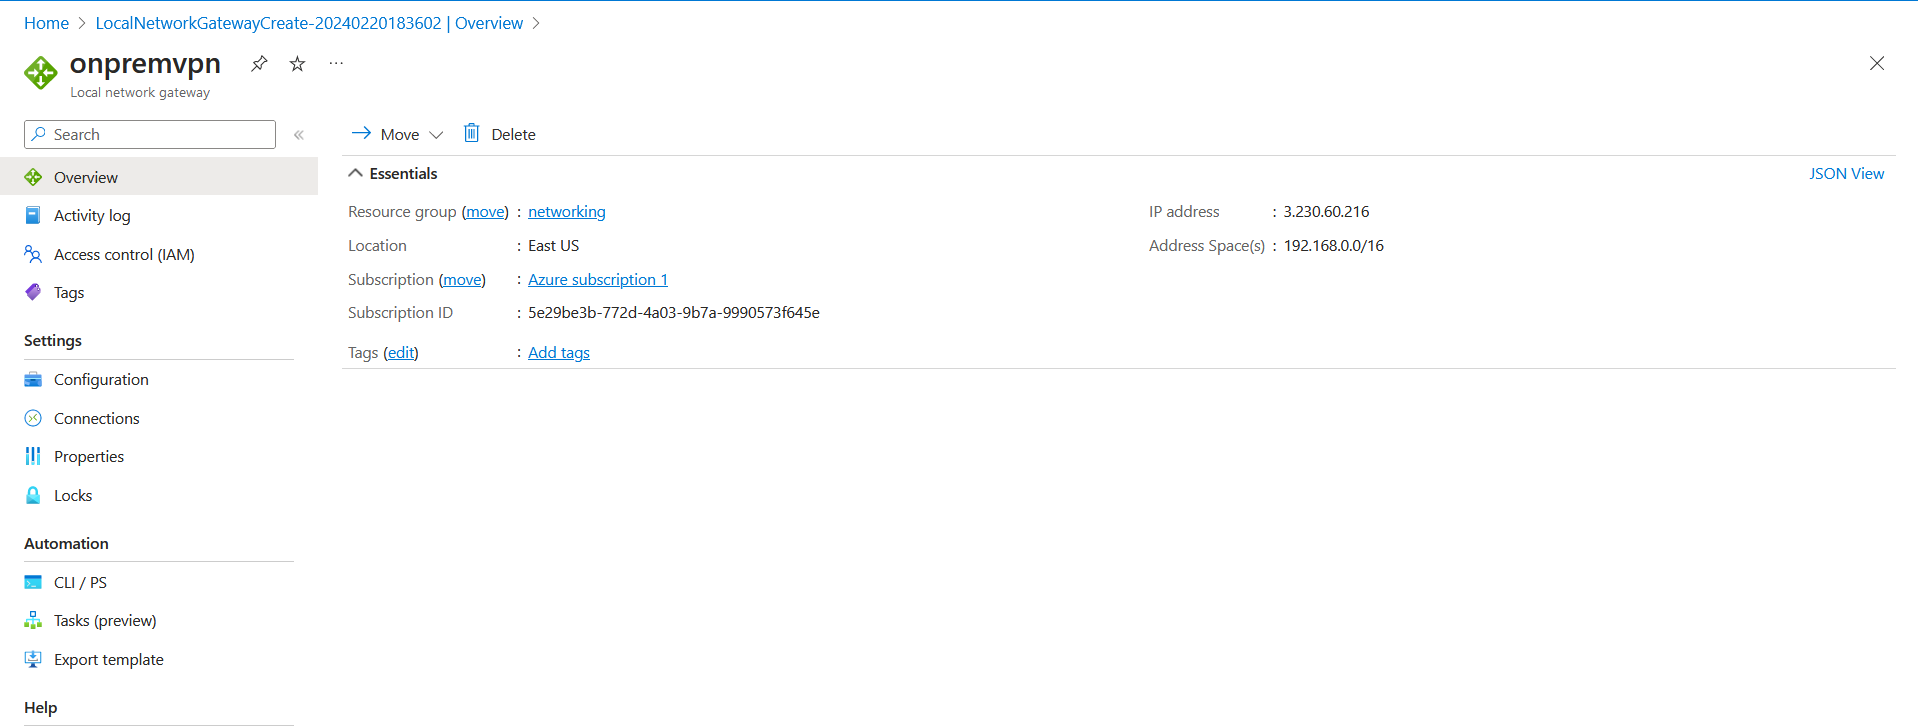 Home > LocalNetworkGatewayCreate-20240220183602 | Overview >
onpremvpn
Local network gateway
Search
Overview
Activity log
Access control (IAM)
Tags
Settings
Configuration
Connections
Properties
Locks
Automation
CLI / PS
Tasks (preview)
Export template
Help
Move
Delete
Essentials
JSON View
Resource group (move) : networking
Location : East US
Subscription (move) : Azure subscription 1
Subscription ID : 5e29be3b-772d-4a03-9b7a-9990573f645e
Tags (edit) : Add tags
IP address : 3.230.60.216
Address Space(s) : 192.168.0.0/16